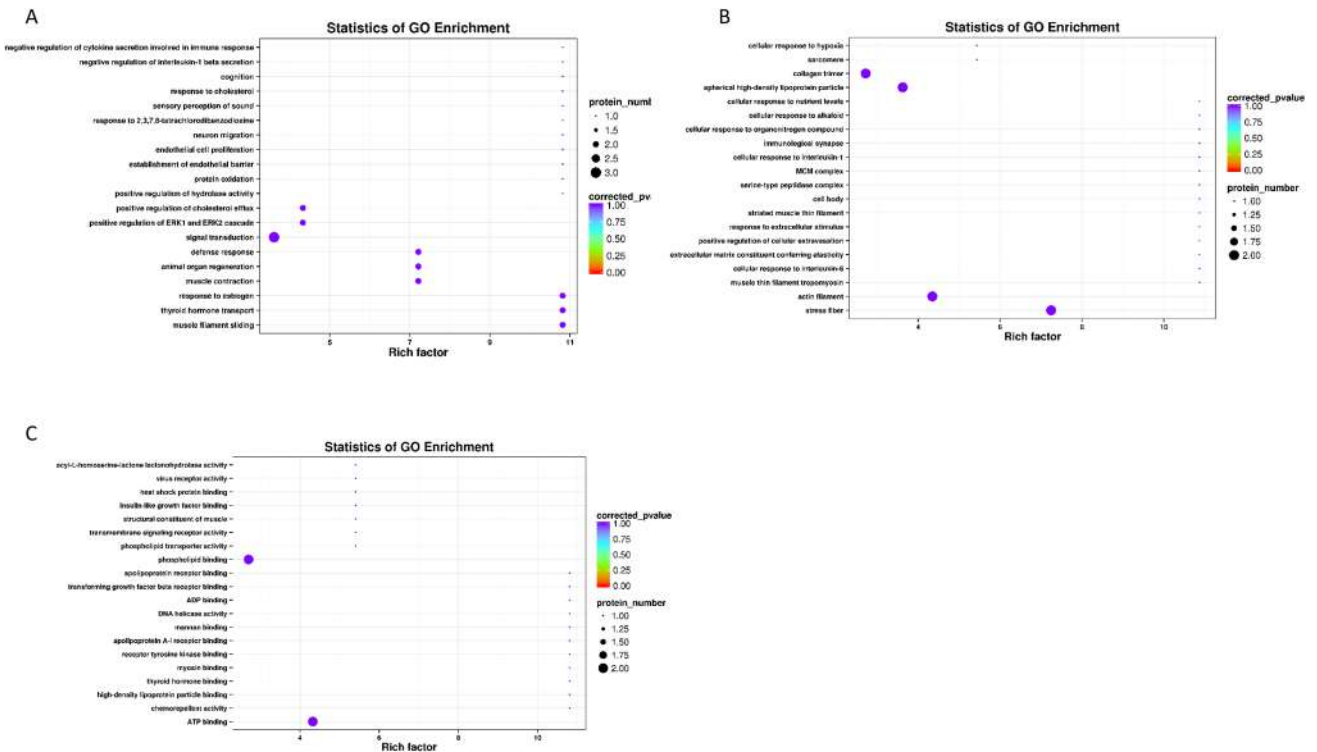 A
Statistics of GO Enrichment
negative regulation of cytokine secretion involved in immune response
negative regulation of interleukin-1 beta secretion
cognition
response to cholesterol
sensory perception of sound
response to 2,3,7,8-tetrachlorodibenzodioxine
neuron migration
endothelial cell proliferation
establishment of endothelial barrier
protein oxidation
positive regulation of hydrolase activity
positive regulation of cholesterol efflux
positive regulation of ERK1 and ERK2 cascade
signal transduction
defense response
animal organ regeneration
muscle contraction
response to estrogen
thyroid hormone transport
muscle filament sliding
5 7 9 11
Rich factor
protein_numl
1.0
1.5
2.0
2.5
3.0
corrected_pv
1.00
0.75
0.50
0.25
0.00
B
Statistics of GO Enrichment
cellular response to hypoxia
sarcomere
collagen trimer
spherical high-density lipoprotein particle
cellular response to nutrient levels
cellular response to alkaloid
cellular response to organonitrogen compound
immunological synapse
cellular response to interleukin-1
MCM complex
serine-type peptidase complex
cell body
striated muscle thin filament
response to extracellular stimulus
positive regulation of cellular extravasation
extracellular matrix constituent conferring elasticity
cellular response to interleukin-6
muscle thin filament tropomyosin
actin filament
stress fiber
4 6 8 10
Rich factor
corrected_pvalue
1.00
0.75
0.50
0.25
0.00
protein_number
1.00
1.25
1.50
1.75
2.00
C
Statistics of GO Enrichment
acyl-L-homoserine-lactone lactonohydrolase activity
virus receptor activity
heat shock protein binding
insulin-like growth factor binding
structural constituent of muscle
transmembrane signaling receptor activity
phospholipid transporter activity
phospholipid binding
apolipoprotein receptor binding
transforming growth factor beta receptor binding
ADP binding
DNA helicase activity
mannan binding
apolipoprotein A-I receptor binding
receptor tyrosine kinase binding
myosin binding
thyroid hormone binding
high-density lipoprotein particle binding
chemorepellent activity
ATP binding
4 6 8 10
Rich factor
corrected_pvalue
1.00
0.75
0.50
0.25
0.00
protein_number
1.00
1.25
1.50
1.75
2.00